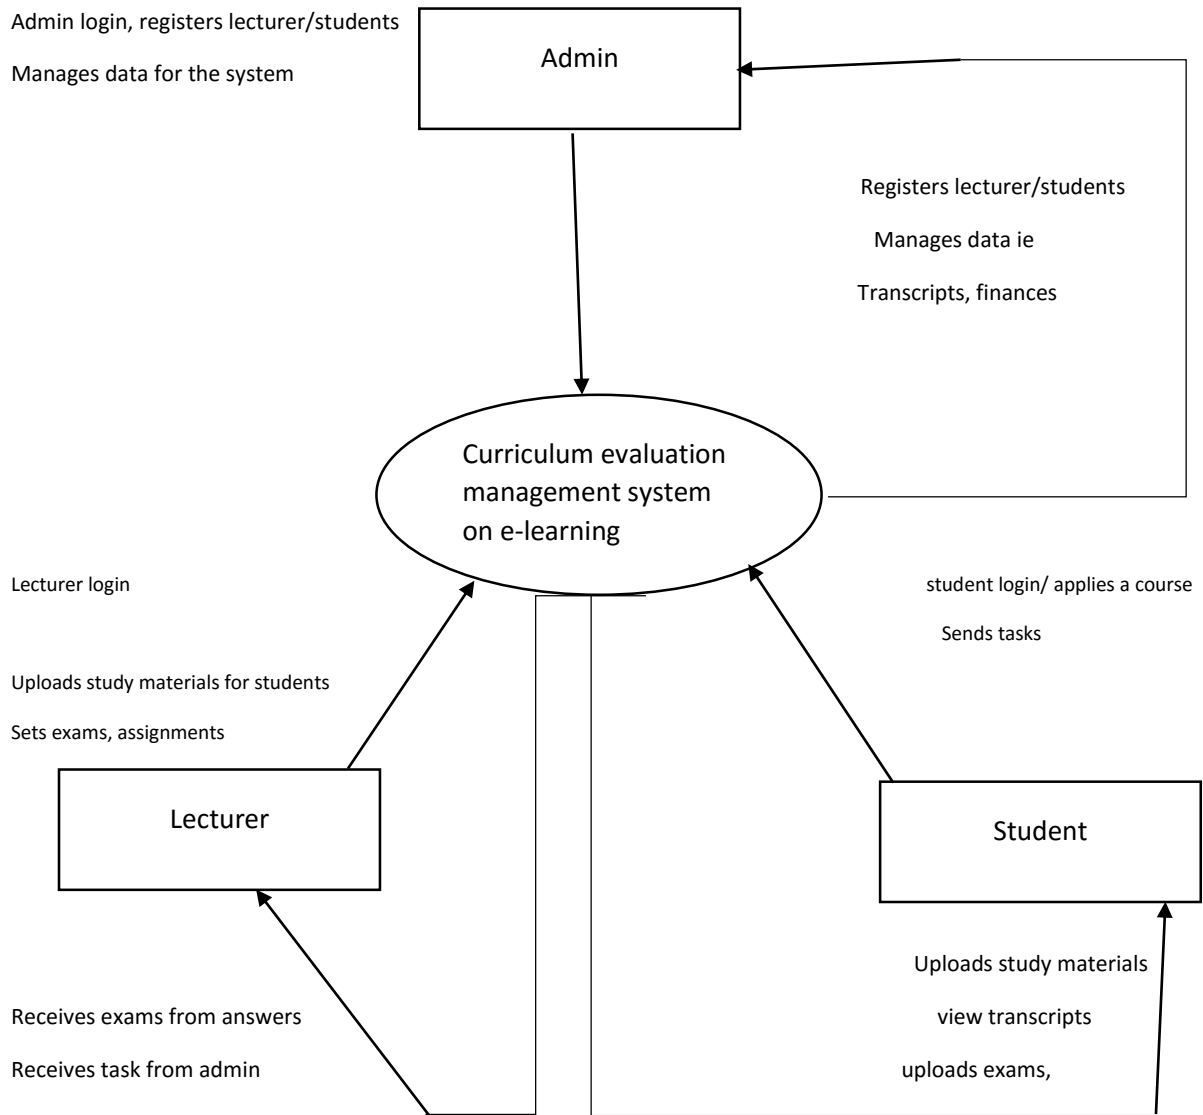 Admin login, registers lecturer/students
Manages data for the system
Admin
Registers lecturer/students
Manages data ie
Transcripts, finances
Curriculum evaluation
management system
on e-learning
Lecturer login
student login/ applies a course
Sends tasks
Uploads study materials for students
Sets exams, assignments
Lecturer
Student
Uploads study materials
view transcripts
uploads exams,
Receives exams from answers
Receives task from admin